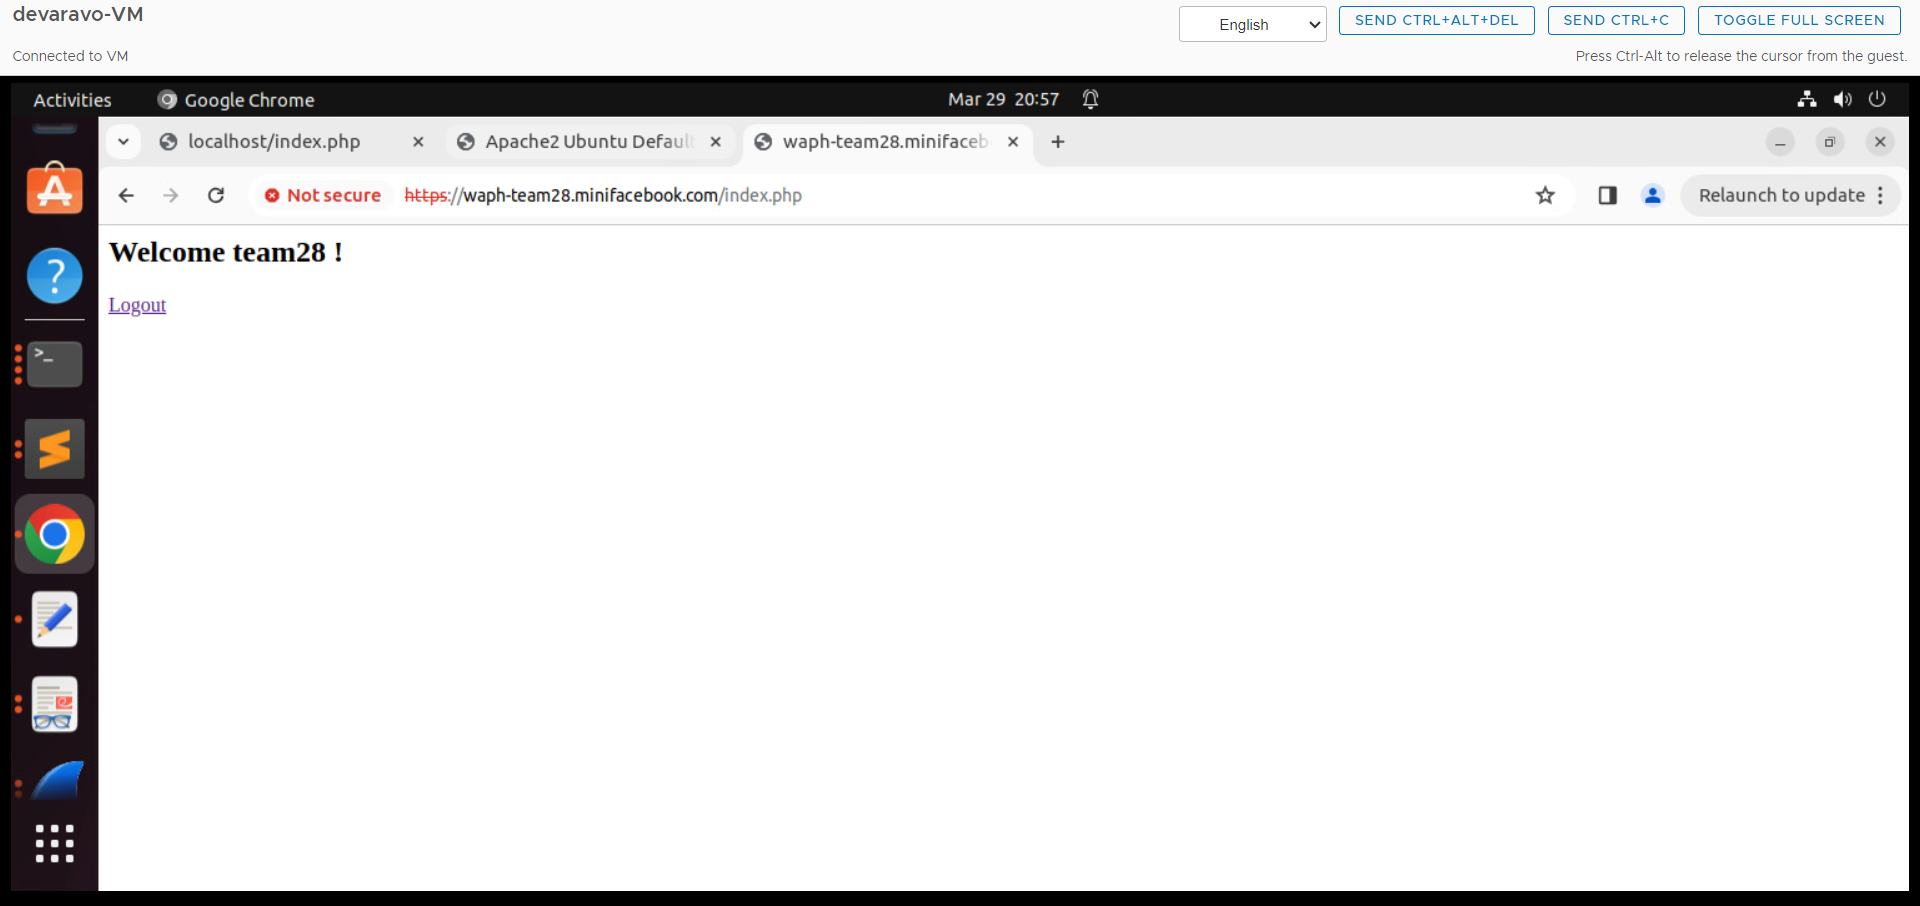 devaravo-VM
English
SEND CTRL+ALT+DEL
SEND CTRL+C
TOGGLE FULL SCREEN
Connected to VM
Press Ctrl-Alt to release the cursor from the guest.
Activities
Google Chrome
Mar 29 20:57
localhost/index.php
Apache2 Ubuntu Default
waph-team28.minifaceb
Not secure
https://waph-team28.minifacebook.com/index.php
Relaunch to update
Welcome team28 !
Logout